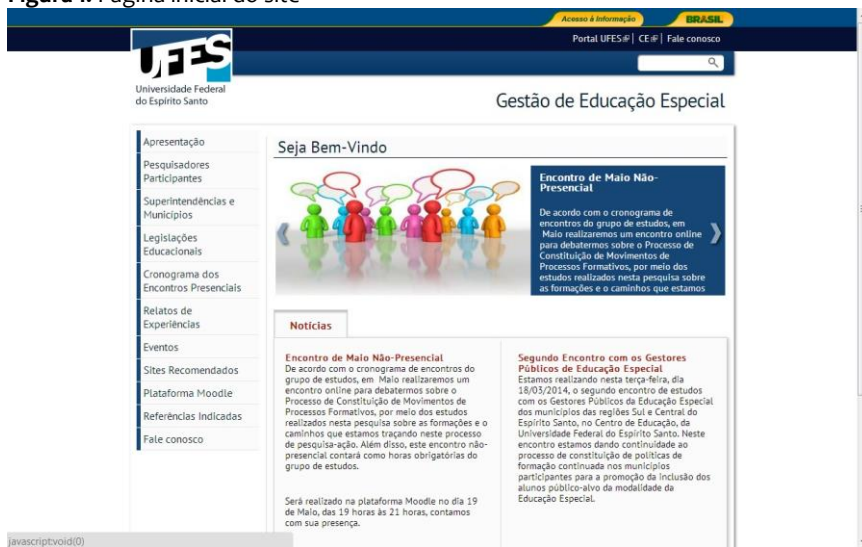 Figura 1. Página inicial do site
Acesso à Informação
BRASIL
Portal UFES | CE | Fale conosco
UFES
Universidade Federal
do Espírito Santo
Gestão de Educação Especial
Apresentação
Pesquisadores
Participantes
Superintendências e
Municípios
Legislações
Educacionais
Cronograma dos
Encontros Presenciais
Relatos de
Experiências
Eventos
Sites Recomendados
Plataforma Moodle
Referências Indicadas
Fale conosco
Seja Bem-Vindo
Encontro de Maio Não-
Presencial
De acordo com o cronograma de
encontros do grupo de estudos, em
Maio realizaremos um encontro online
para debatermos sobre o Processo de
Constituição de Movimentos de
Processos Formativos, por meio dos
estudos realizados nesta pesquisa sobre
as formações e o caminhos que estamos
Notícias
Encontro de Maio Não-Presencial
De acordo com o cronograma de encontros do
grupo de estudos, em Maio realizaremos um
encontro online para debatermos sobre o
Processo de Constituição de Movimentos de
Processos Formativos, por meio dos estudos
realizados nesta pesquisa sobre as formações e o
caminhos que estamos traçando neste processo
de pesquisa-ação. Além disso, este encontro não-
presencial contará como horas obrigatórias do
grupo de estudos.
Será realizado na plataforma Moodle no dia 19
de Maio, das 19 horas às 21 horas, contamos
com sua presença.
Segundo Encontro com os Gestores
Públicos de Educação Especial
Estamos realizando nesta terça-feira, dia
18/03/2014, o segundo encontro de estudos
com os Gestores Públicos da Educação Especial
dos municípios das regiões Sul e Central do
Espírito Santo, no Centro de Educação, da
Universidade Federal do Espírito Santo. Neste
encontro estamos dando continuidade ao
processo de constituição de políticas de
formação continuada nos municípios
participantes para a promoção da inclusão dos
alunos público-alvo da modalidade da
Educação Especial.
javascript:void(0)